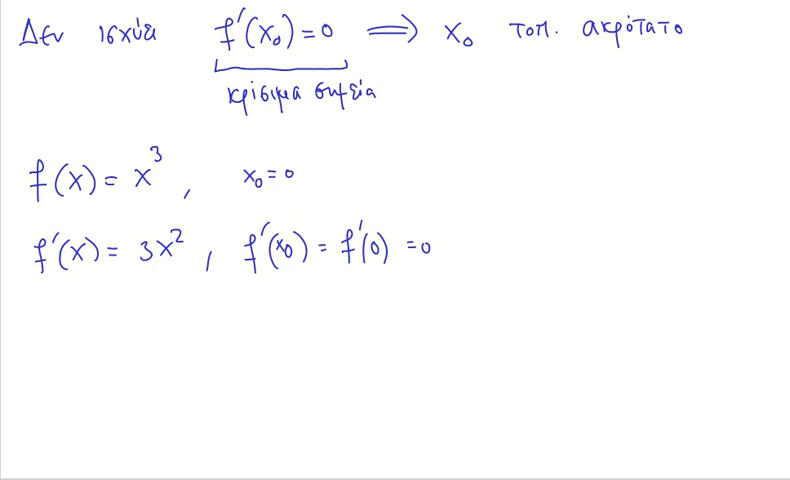 Δεν ισχύει f'(x₀)=0 ⟹ x₀ τοπ. ακρότατο
κρίσιμα σημεία
f(x) = x³ , x₀ = 0
f'(x) = 3x² , f'(x₀) = f'(0) = 0